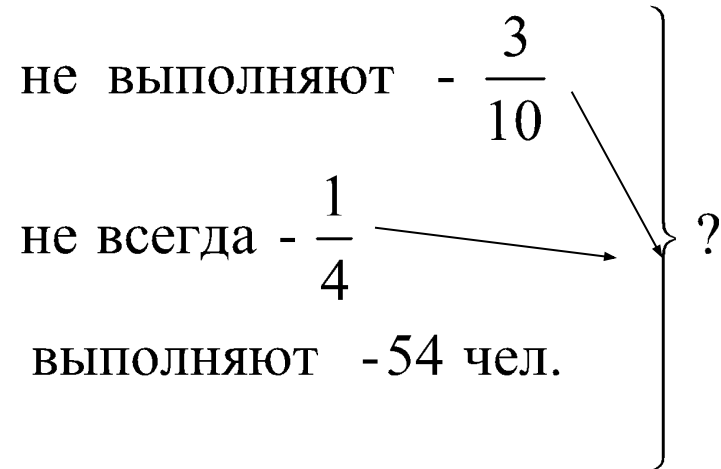 не выполняют - 3/10
не всегда - 1/4 ?
выполняют -54 чел.